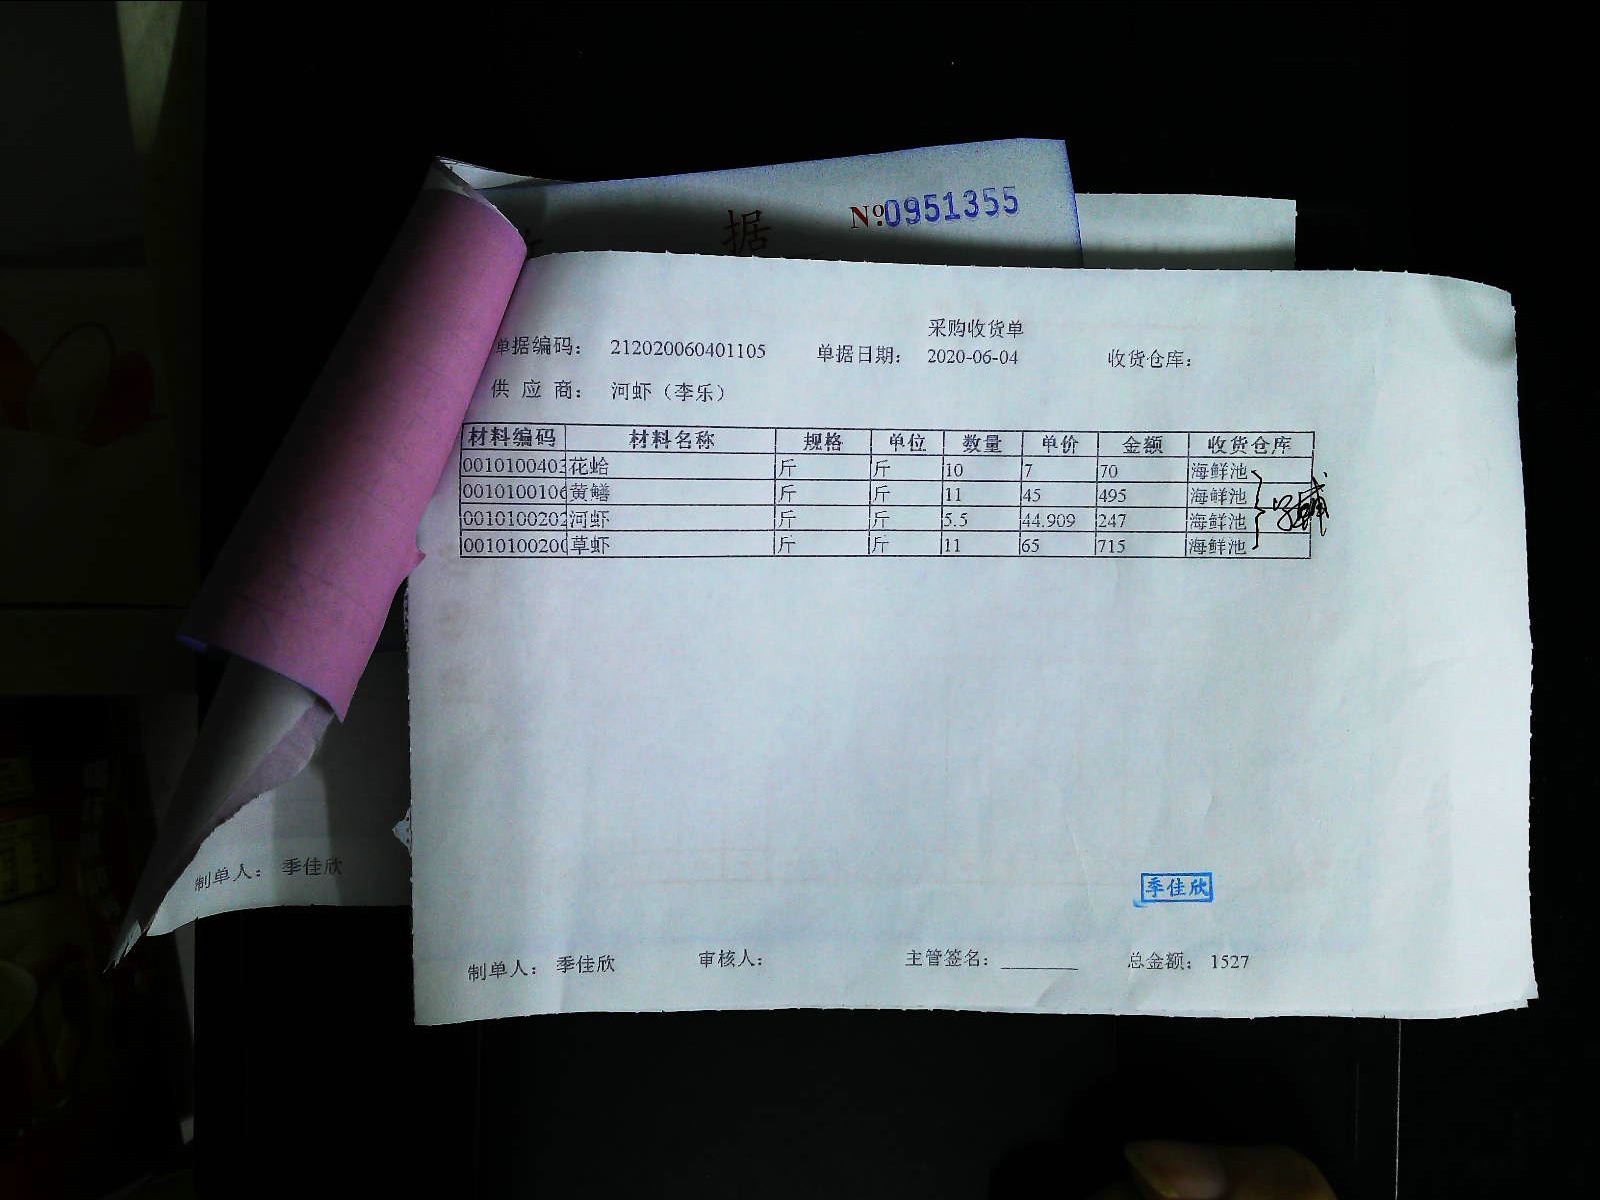 据 №0951355
采购收货单
单据编码： 212020060401105 单据日期： 2020-06-04 收货仓库：
供 应 商： 河虾（李乐）
材料编码 材料名称 规格 单位 数量 单价 金额 收货仓库
001010040 花蛤 斤 斤 10 7 70 海鲜池
001010010 黄鳝 斤 斤 11 45 495 海鲜池
001010020 河虾 斤 斤 5.5 44.909 247 海鲜池
001010020 草虾 斤 斤 11 65 715 海鲜池
制单人： 季佳欣
季佳欣
制单人： 季佳欣 审核人： 主管签名：________ 总金额： 1527